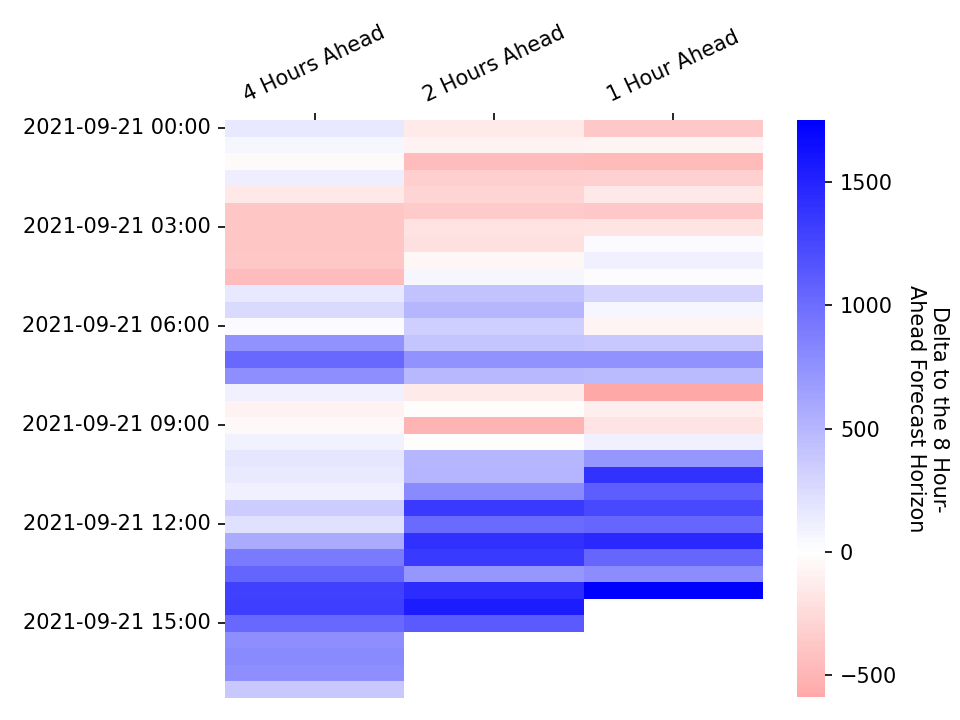 4 Hours Ahead
2 Hours Ahead
1 Hour Ahead
2021-09-21 00:00
2021-09-21 03:00
2021-09-21 06:00
2021-09-21 09:00
2021-09-21 12:00
2021-09-21 15:00
1500
1000
500
0
−500
Delta to the 8 Hour-
Ahead Forecast Horizon